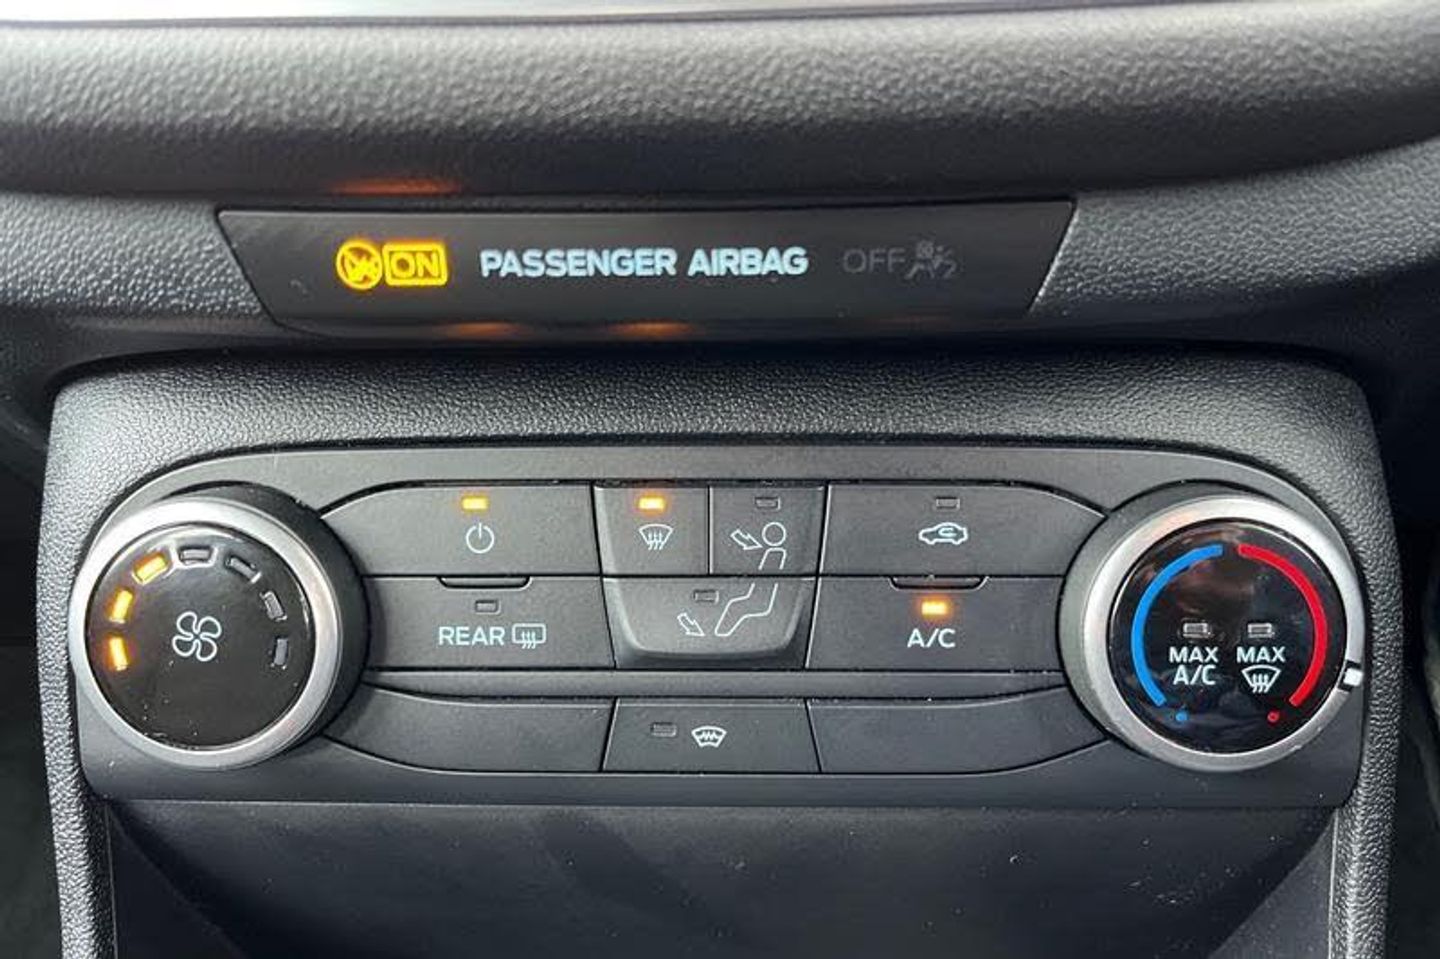 ON PASSENGER AIRBAG OFF
REAR
A/C
MAX A/C
MAX